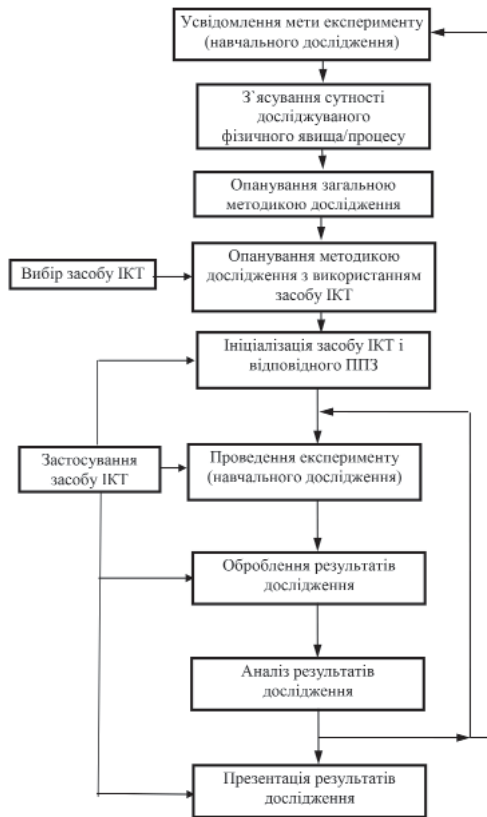 Усвідомлення мети експерименту
(навчального дослідження)
З`ясування сутності
досліджуваного
фізичного явища/процесу
Опанування загальною
методикою дослідження
Вибір засобу ІКТ
Опанування методикою
дослідження з використанням
засобу ІКТ
Ініціалізація засобу ІКТ і
відповідного ППЗ
Застосування
засобу ІКТ
Проведення експерименту
(навчального дослідження)
Оброблення результатів
дослідження
Аналіз результатів
дослідження
Презентація результатів
дослідження